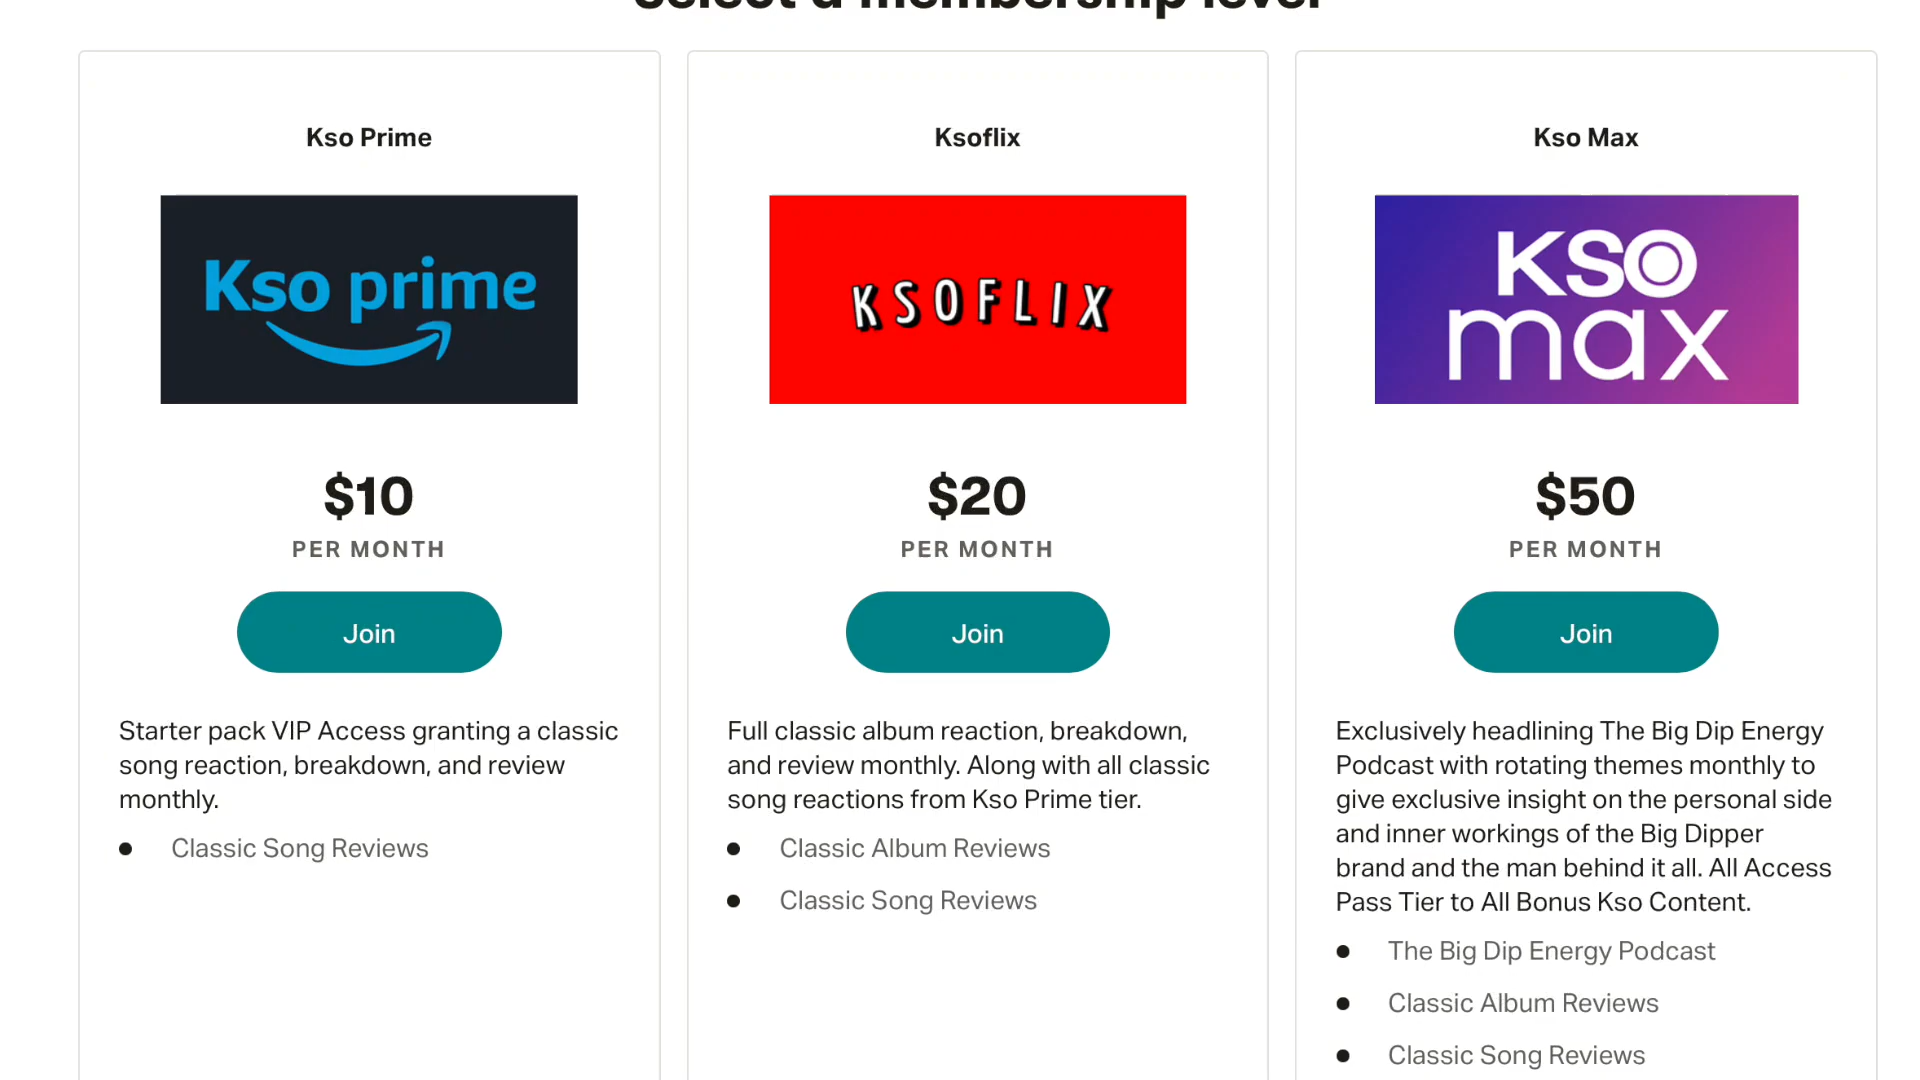 Select a membership level
Kso Prime
Kso prime
$10
PER MONTH
Join
Starter pack VIP Access granting a classic
song reaction, breakdown, and review
monthly.
Classic Song Reviews
Ksoflix
KSOFLIX
$20
PER MONTH
Join
Full classic album reaction, breakdown,
and review monthly. Along with all classic
song reactions from Kso Prime tier.
Classic Album Reviews
Classic Song Reviews
Kso Max
KSO
max
$50
PER MONTH
Join
Exclusively headlining The Big Dip Energy
Podcast with rotating themes monthly to
give exclusive insight on the personal side
and inner workings of the Big Dipper
brand and the man behind it all. All Access
Pass Tier to All Bonus Kso Content.
The Big Dip Energy Podcast
Classic Album Reviews
Classic Song Reviews